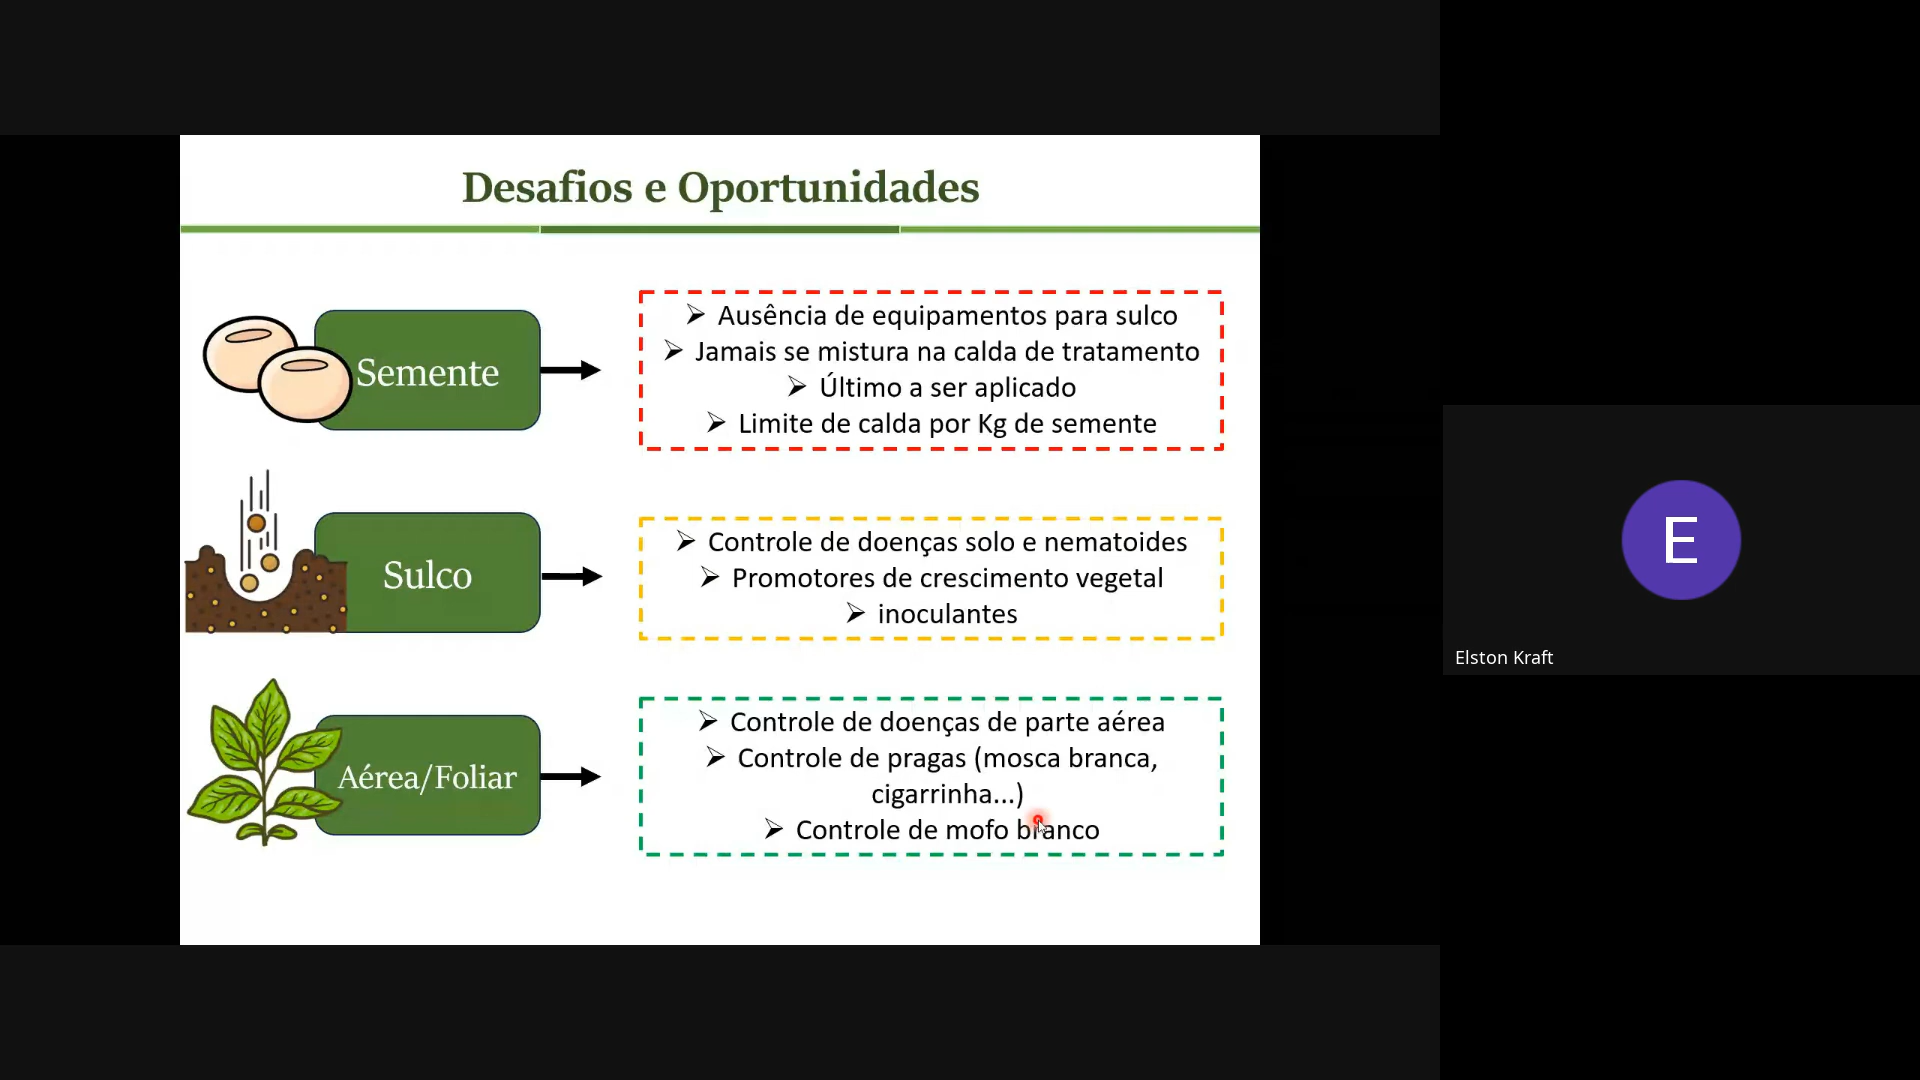 Desafios e Oportunidades
Semente
➢ Ausência de equipamentos para sulco
➢ Jamais se mistura na calda de tratamento
➢ Último a ser aplicado
➢ Limite de calda por Kg de semente
Sulco
➢ Controle de doenças solo e nematoides
➢ Promotores de crescimento vegetal
➢ inoculantes
Aérea/Foliar
➢ Controle de doenças de parte aérea
➢ Controle de pragas (mosca branca,
cigarrinha...)
➢ Controle de mofo branco
E
Elston Kraft